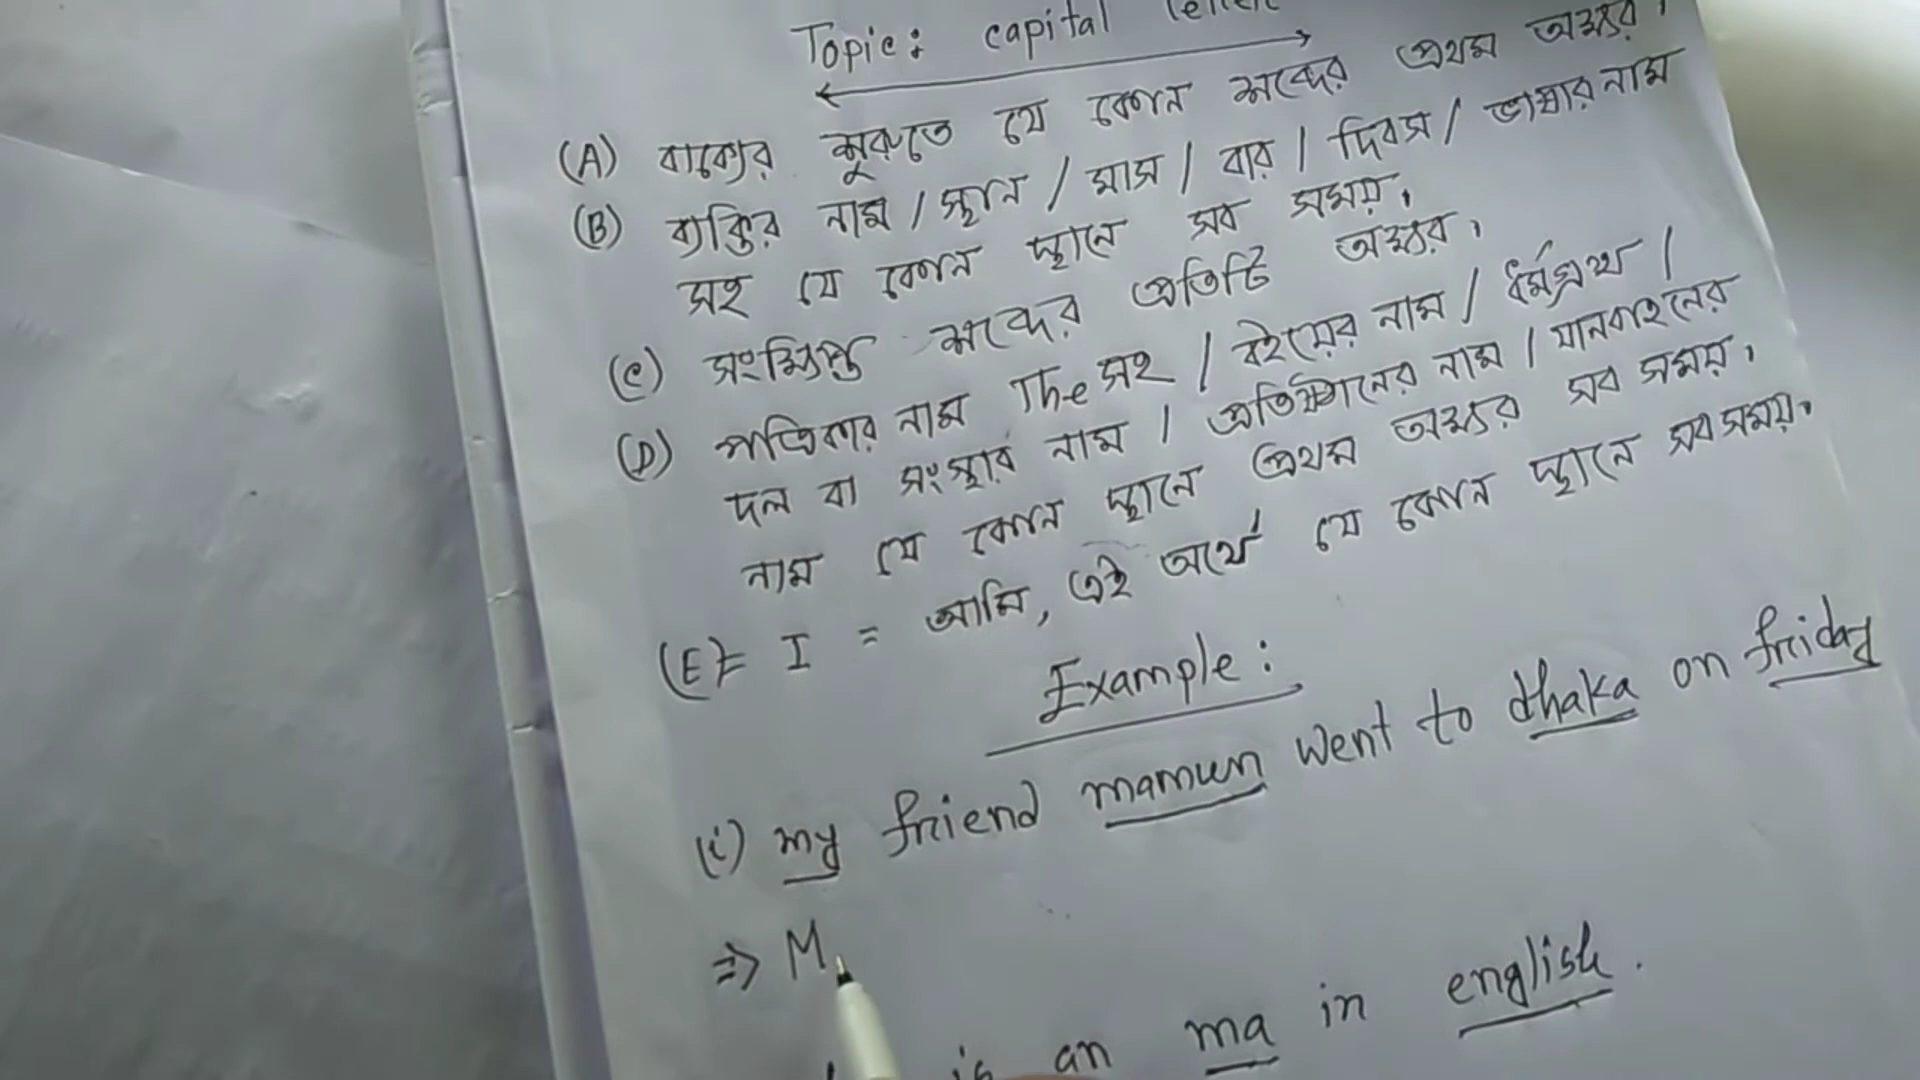 Topic: capital letter
(A) বাক্যের শুরুতে যে কোন শব্দের প্রথম অক্ষর।
(B) ব্যক্তির নাম / স্থান / মাস / বার / দিবস / ভাষার নাম
সহ যে কোন স্থানে সব সময়।
(C) সংক্ষিপ্ত শব্দের প্রতিটি অক্ষর।
(D) পত্রিকার নাম The সহ / বইয়ের নাম / ধর্মগ্রন্থ /
দল বা সংস্থার নাম / প্রতিষ্ঠানের নাম / যানবাহনের
নাম যে কোন স্থানে প্রথম অক্ষর সব সময়।
(E) = I = আমি, এই অর্থে যে কোন স্থানে সব সময়।
Example:
(i) my friend mamun went to dhaka on friday
⇒ M
is an ma in english.